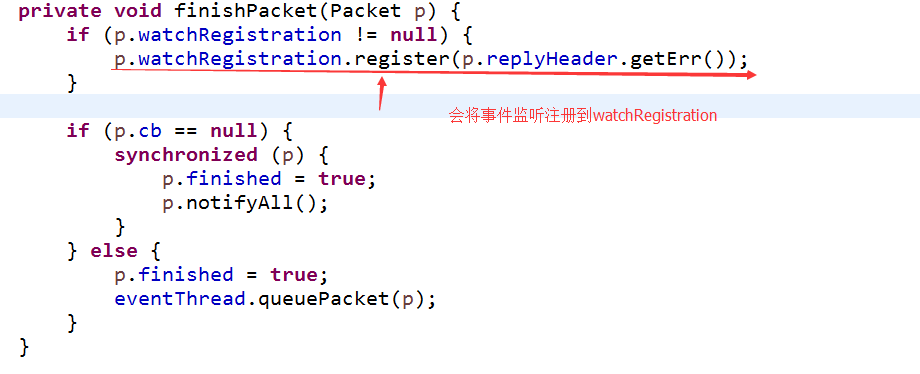 private void finishPacket(Packet p) {
if (p.watchRegistration != null) {
p.watchRegistration.register(p.replyHeader.getErr());
}
会将事件监听注册到watchRegistration
if (p.cb == null) {
synchronized (p) {
p.finished = true;
p.notifyAll();
}
} else {
p.finished = true;
eventThread.queuePacket(p);
}
}